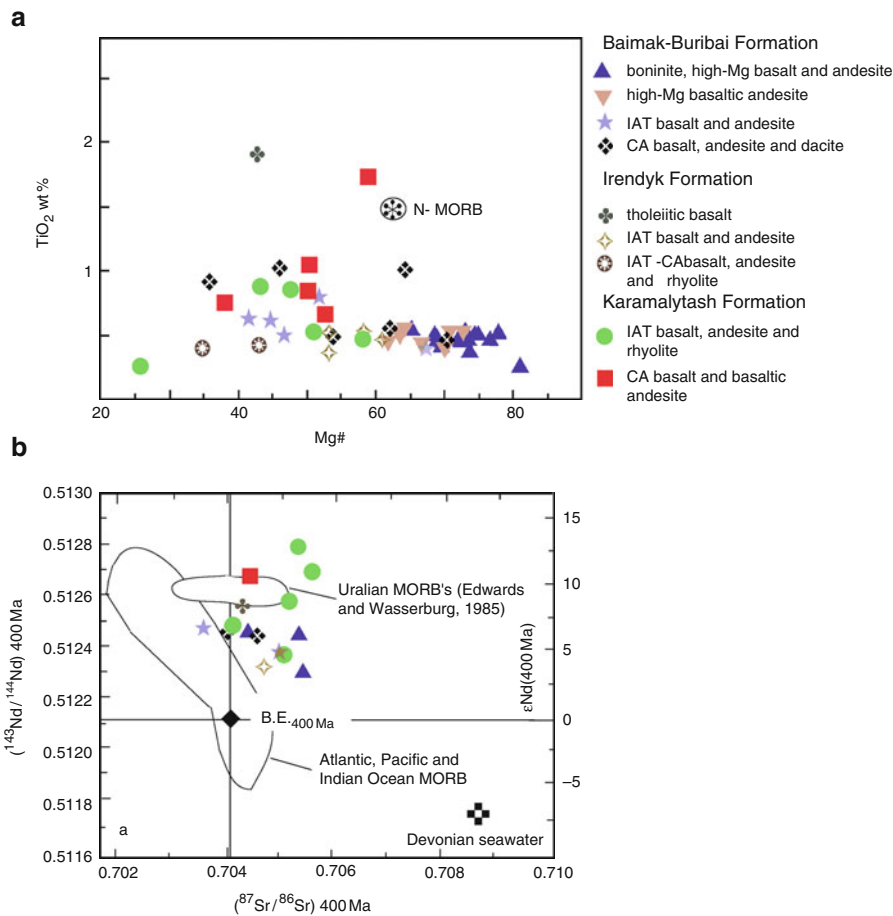 a
2
1
20
40
60
80
TiO2 wt %
Mg#
N- MORB
Baimak-Buribai Formation
boninite, high-Mg basalt and andesite
high-Mg basaltic andesite
IAT basalt and andesite
CA basalt, andesite and dacite
Irendyk Formation
tholeiitic basalt
IAT basalt and andesite
IAT -CAbasalt, andesite
and rhyolite
Karamalytash Formation
IAT basalt, andesite and
rhyolite
CA basalt and basaltic
andesite
b
0.5130
0.5128
0.5126
0.5124
0.5122
0.5120
0.5118
0.5116
(143Nd/144Nd) 400 Ma
15
10
5
0
–5
εNd(400 Ma)
Uralian MORB's (Edwards
and Wasserburg, 1985)
B.E.400 Ma
Atlantic, Pacific and
Indian Ocean MORB
Devonian seawater
a
0.702
0.704
0.706
0.708
0.710
(87Sr/86Sr) 400 Ma